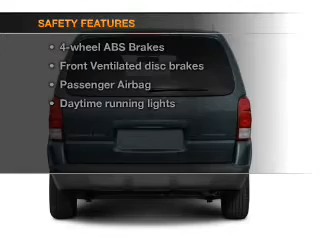 SAFETY FEATURES
• 4-wheel ABS Brakes
• Front Ventilated disc brakes
• Passenger Airbag
• Daytime running lights